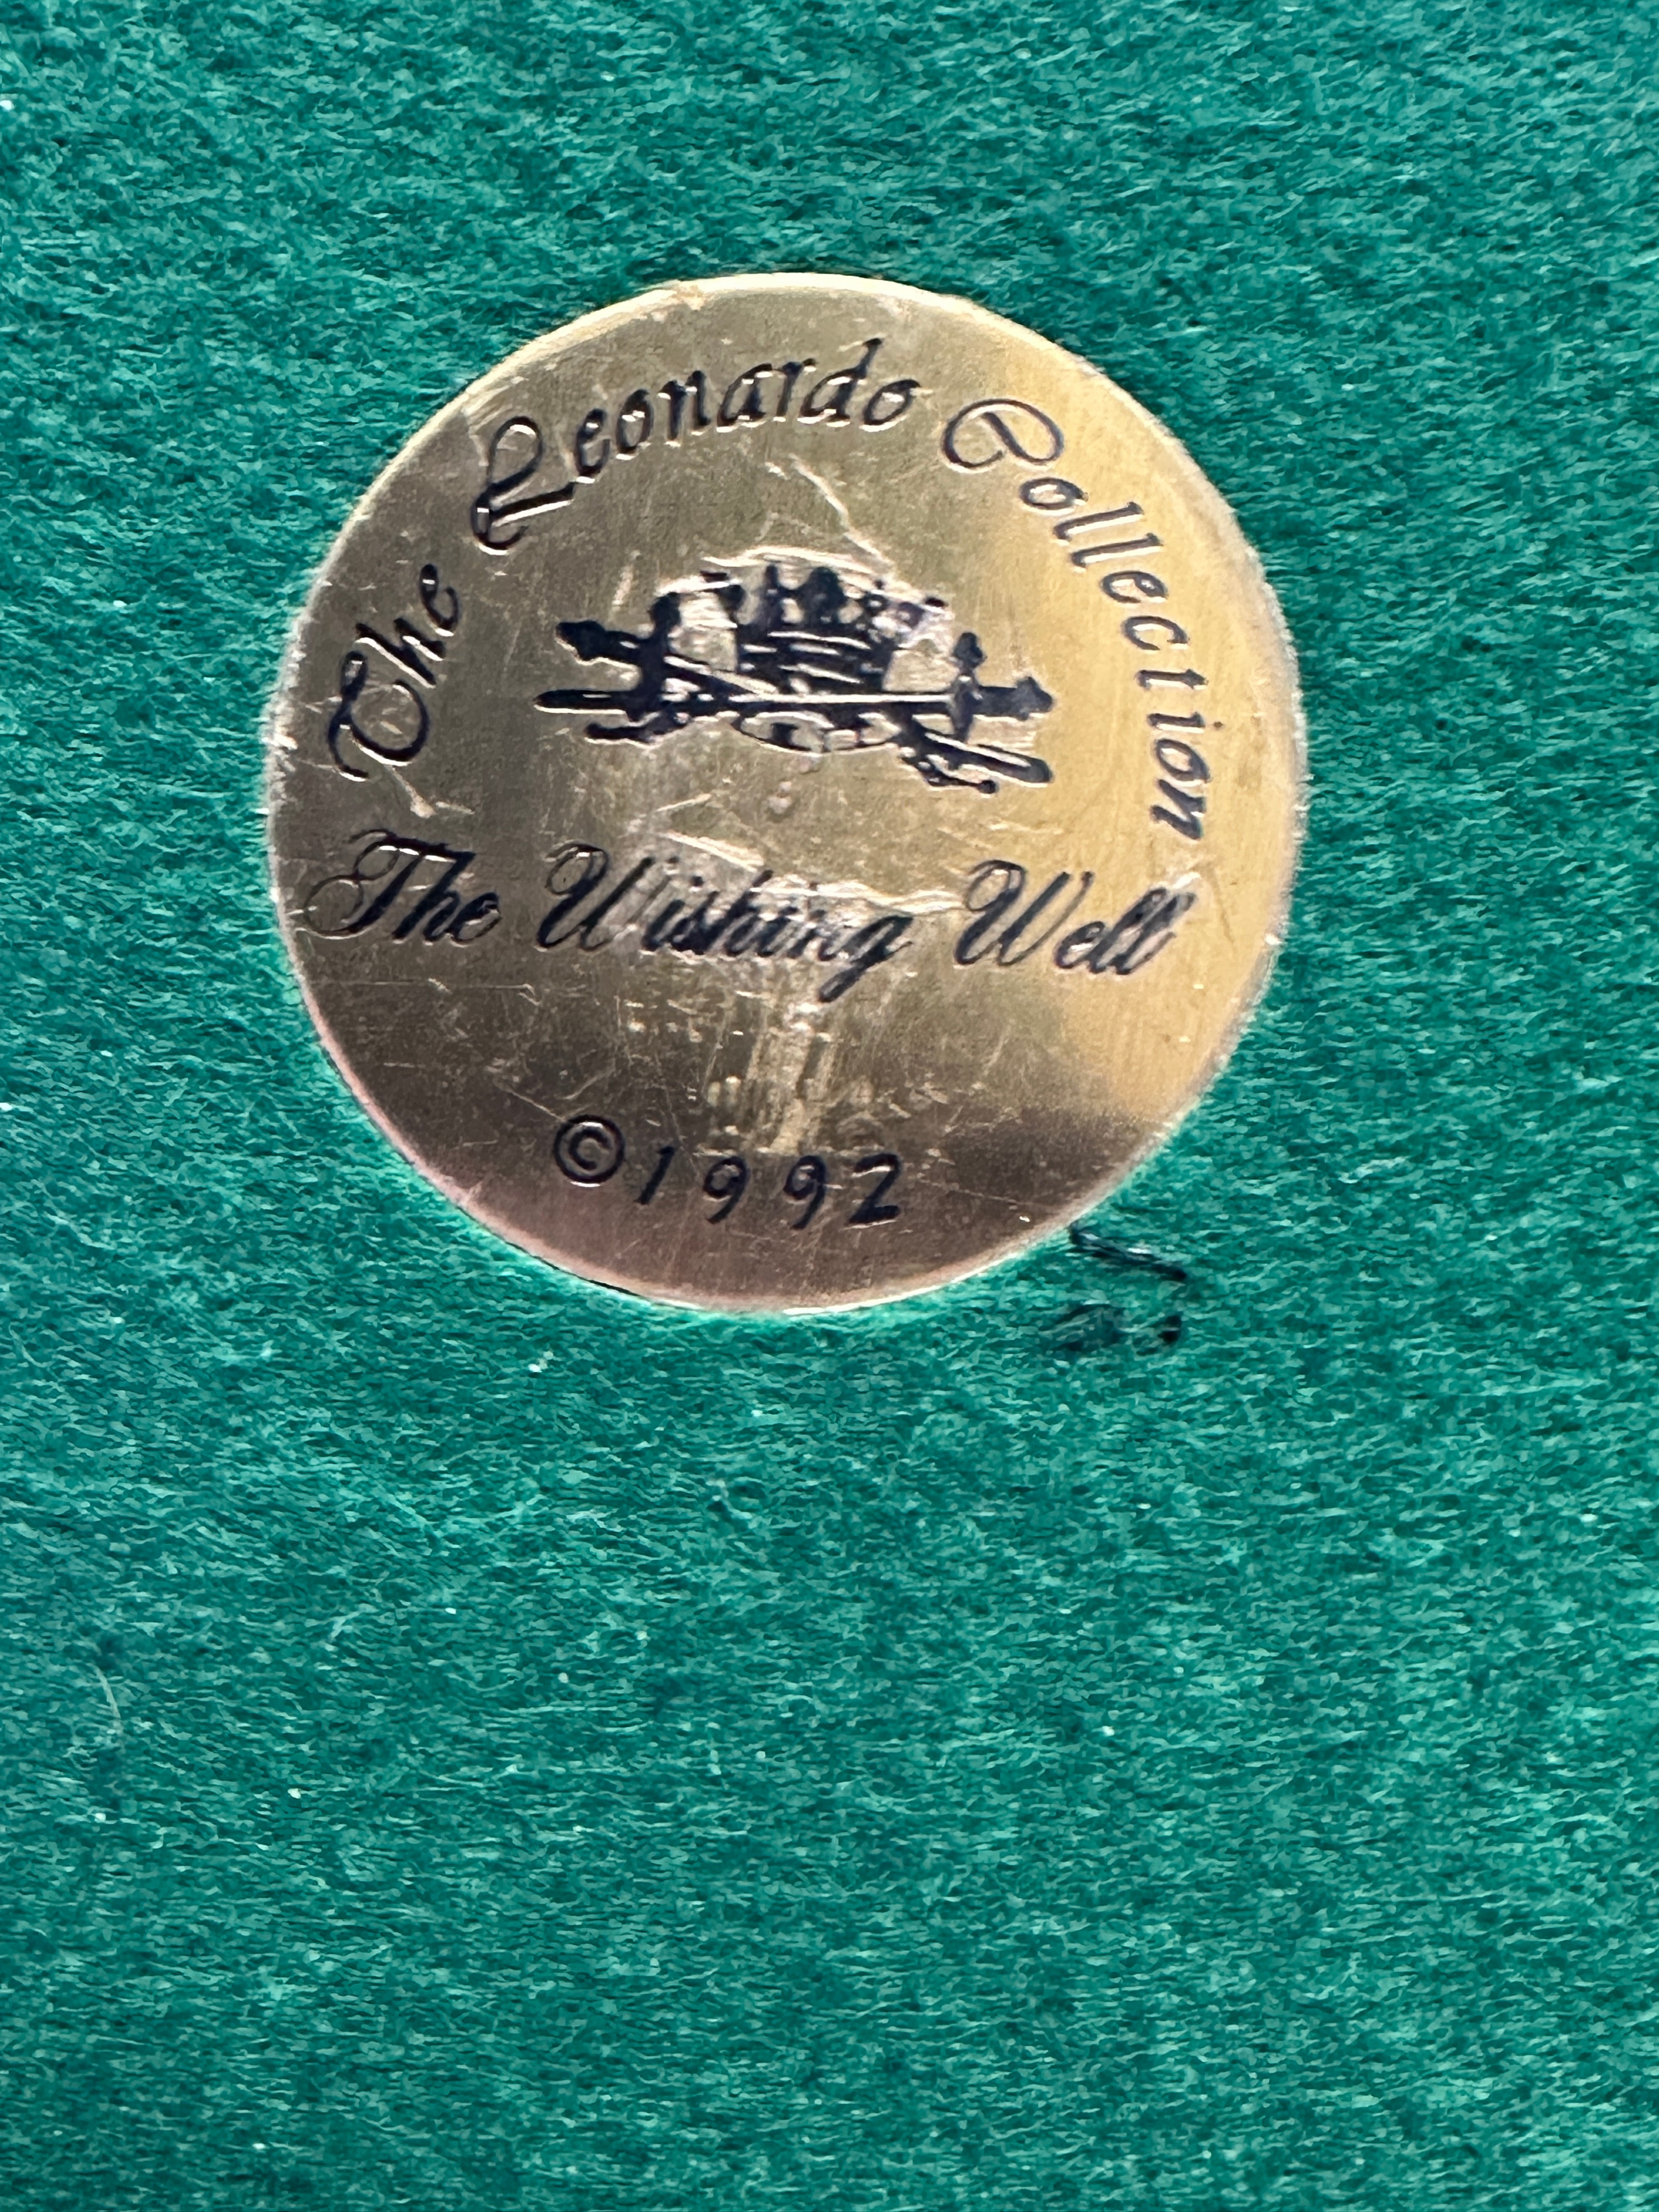 The Leonardo Collection
The Wishing Well
©1992